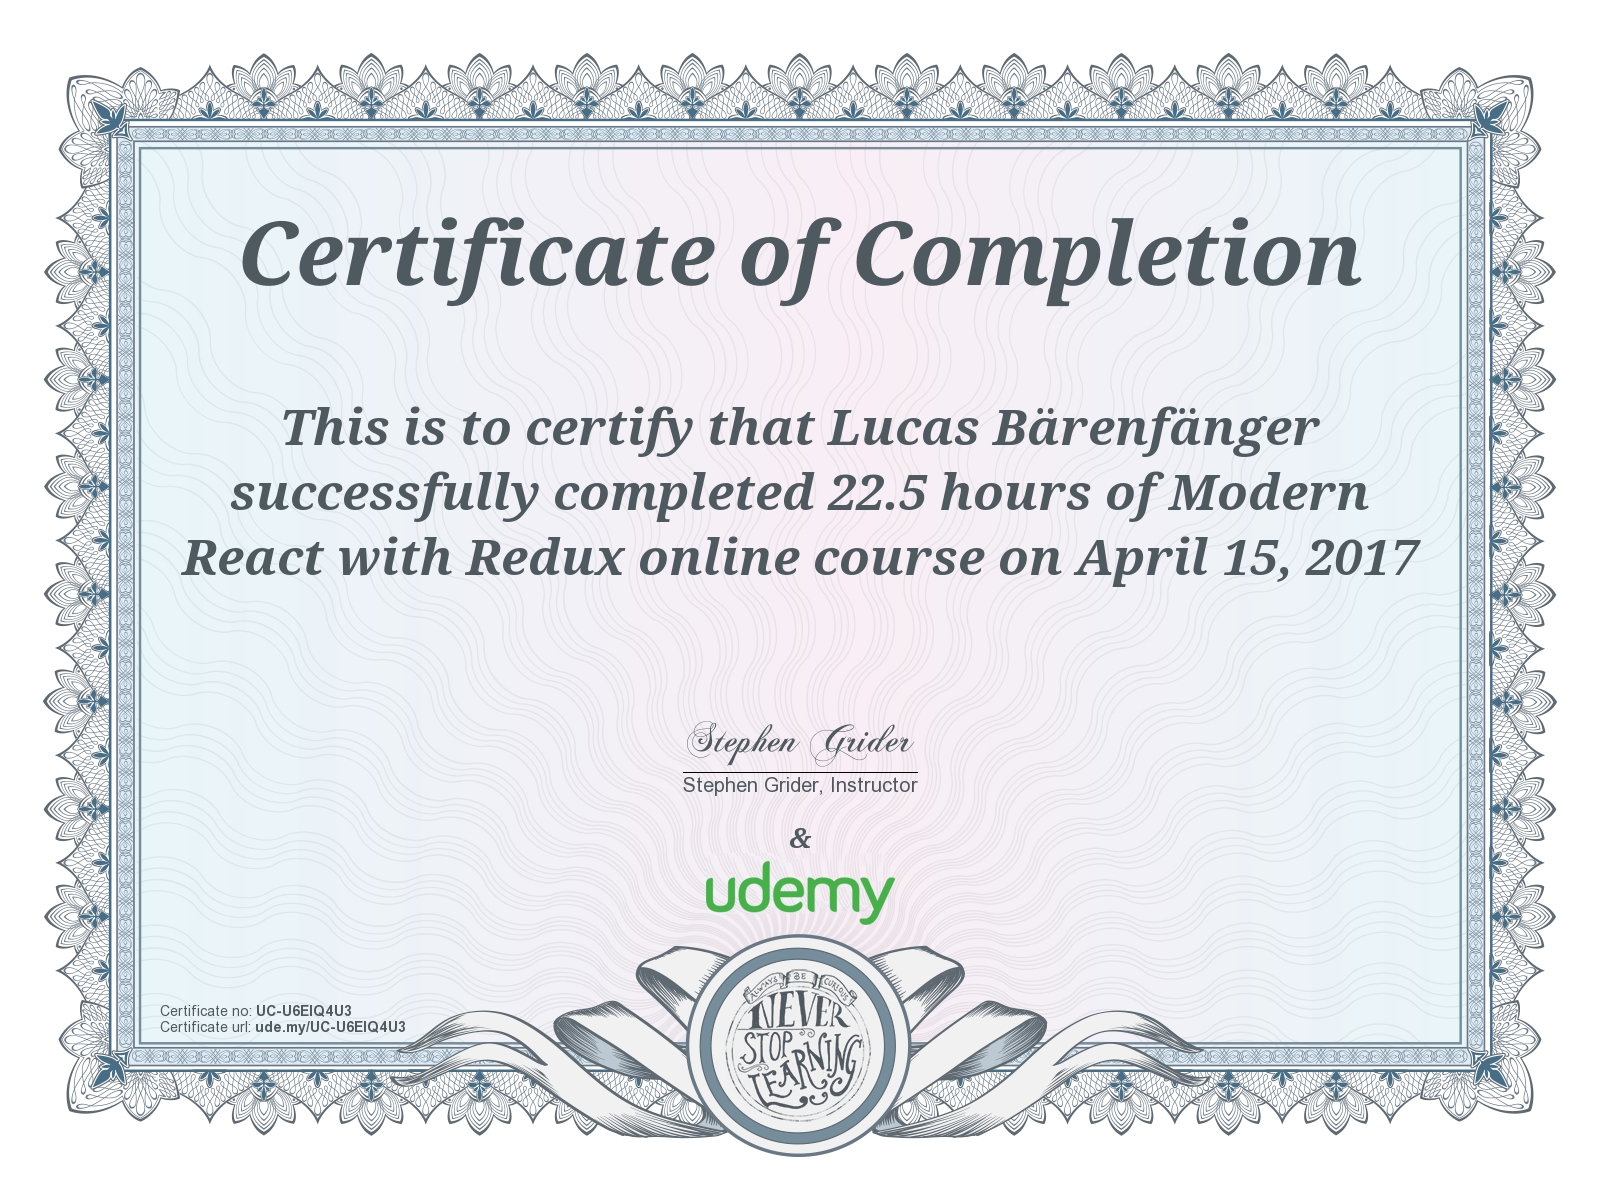 Certificate of Completion
This is to certify that Lucas Bärenfänger
successfully completed 22.5 hours of Modern
React with Redux online course on April 15, 2017
Stephen Grider
Stephen Grider, Instructor
&
udemy
Certificate no: UC-U6EIQ4U3
Certificate url: ude.my/UC-U6EIQ4U3
ALWAYS BE CURIOUS
NEVER
STOP
LEARNING